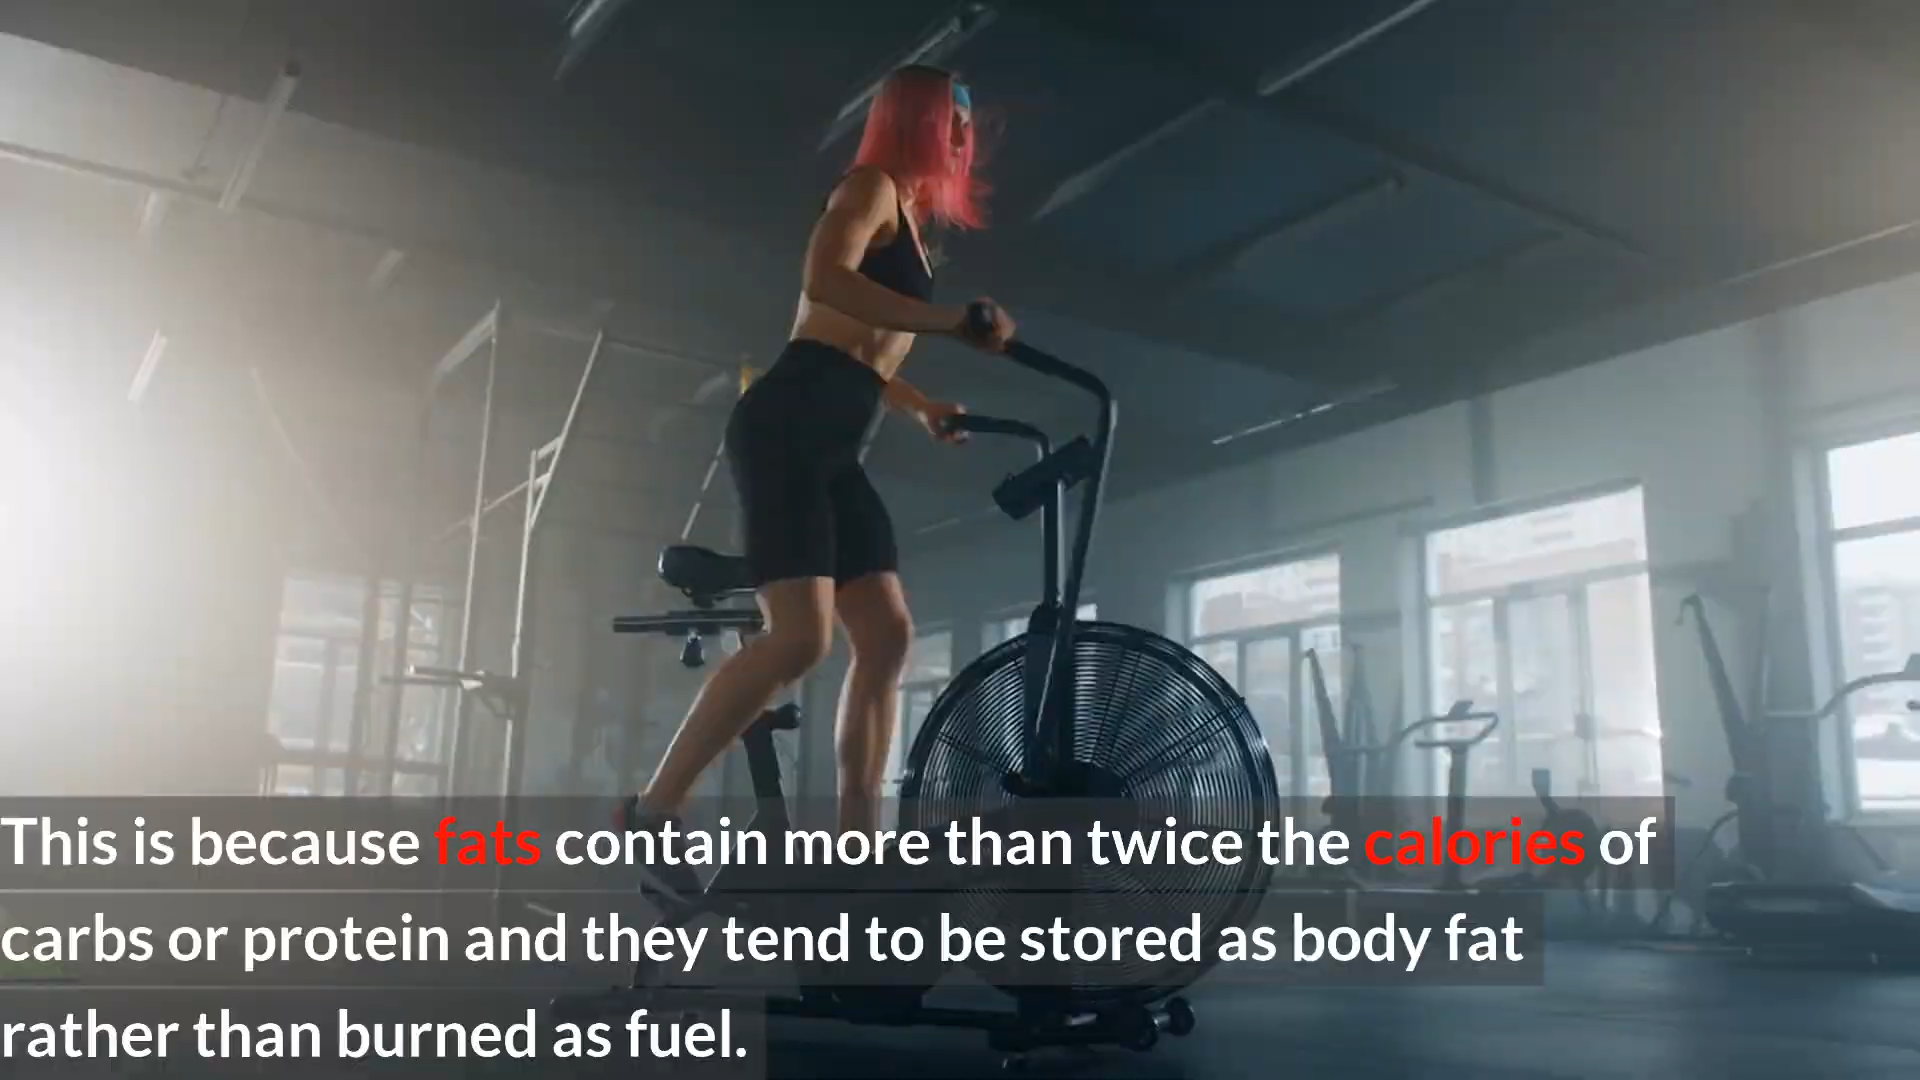 This is because fats contain more than twice the calories of
carbs or protein and they tend to be stored as body fat
rather than burned as fuel.